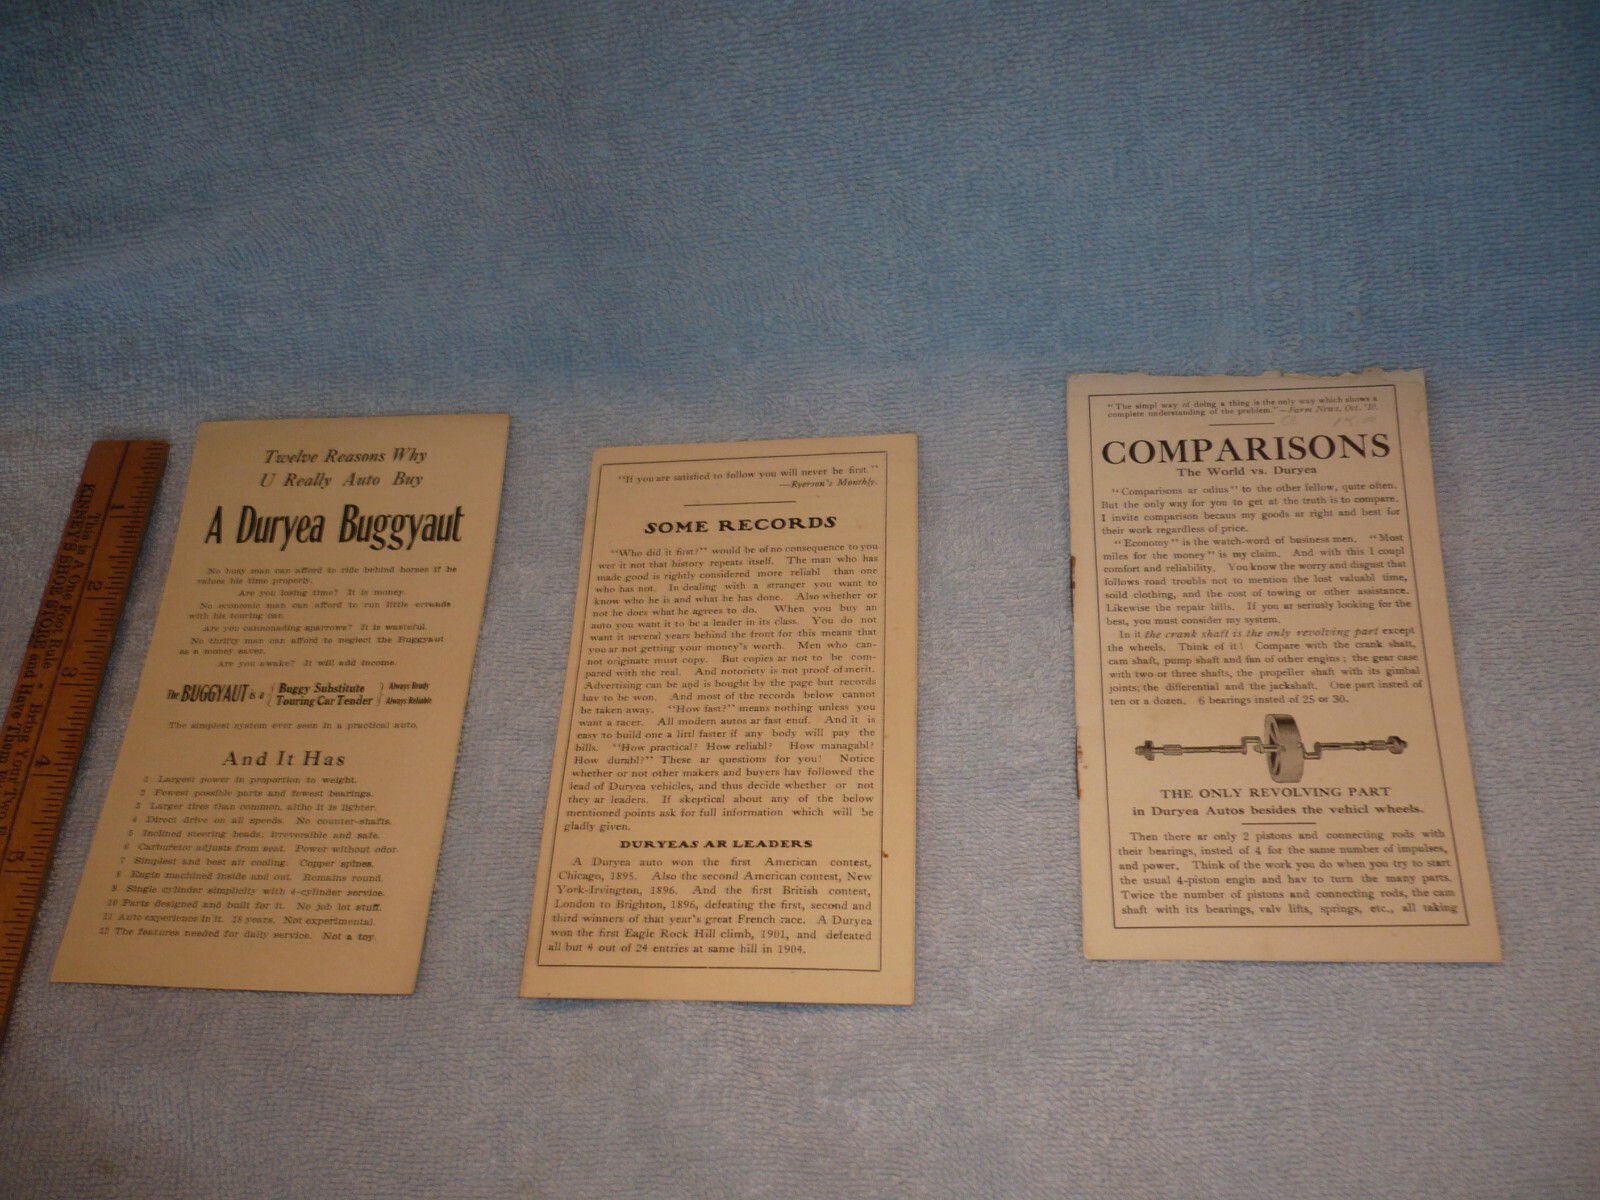 This is A One Foot Rule
KINNEY'S SHOE STORE and Have Them
Bring Your Two
1
2
3
4
5
Twelve Reasons Why
U Really Auto Buy
A Duryea Buggyaut
No busy man can afford to ride behind horses if he
values his time properly.
Are you losing time? It is money.
No economic man can afford to run little errands
with his touring car.
Are you cannonading sparrows? It is wasteful.
No thrifty man can afford to neglect the Buggyaut
as a money saver.
Are you awake? It will add income.
The BUGGYAUT is a { Buggy Substitute } Always Ready
Touring Car Tender Always Reliable
The simplest system ever seen in a practical auto.
And It Has
1 Largest power in proportion to weight.
2 Fewest possible parts and fewest bearings.
3 Larger tires than common, altho it is lighter.
4 Direct drive on all speeds. No counter-shafts.
5 Inclined steering heads; irreversible and safe.
6 Carburetor adjusts from seat. Power without odor.
7 Simplest and best air cooling. Copper spines.
8 Engin machined inside and out. Remains round.
9 Single cylinder simplicity with 4-cylinder service.
10 Parts designed and built for it. No job lot stuff.
11 Auto experience in it. 18 years. Not experimental.
12 The features needed for daily service. Not a toy.
"If you are satisfied to follow you will never be first."
—Ryerson's Monthly.
SOME RECORDS
"Who did it first?" would be of no consequence to you
wer it not that history repeats itself. The man who has
made good is rightly considered more reliabl than one
who has not. In dealing with a stranger you want to
know who he is and what he has done. Also whether or
not he does what he agrees to do. When you buy an
auto you want it to be a leader in its class. You do not
want it several years behind the front for this means that
you ar not getting your money's worth. Men who can-
not originate must copy. But copies ar not to be com-
pared with the real. And notoriety is not proof of merit.
Advertising can be and is bought by the page but records
hav to be won. And most of the records below cannot
be taken away. "How fast?" means nothing unless you
want a racer. All modern autos ar fast enuf. And it is
easy to build one a littl faster if any body will pay the
bills. "How practical? How reliabl? How managabl?
How durabl?" These ar questions for you! Notice
whether or not other makers and buyers hav followed the
lead of Duryea vehicles, and thus decide whether or not
they ar leaders. If skeptical about any of the below
mentioned points ask for full information which will be
gladly given.
DURYEAS AR LEADERS
A Duryea auto won the first American contest,
Chicago, 1895. Also the second American contest, New
York-Irvington, 1896. And the first British contest,
London to Brighton, 1896, defeating the first, second and
third winners of that year's great French race. A Duryea
won the first Eagle Rock Hill climb, 1901, and defeated
all but 4 out of 24 entries at same hill in 1904.
"The simpl way of doing a thing is the only way which shows a
complete understanding of the problem."—Farm News, Oct. '20.
COMPARISONS
The World vs. Duryea
"Comparisons ar odius" to the other fellow, quite often.
But the only way for you to get at the truth is to compare.
I invite comparison becaus my goods ar right and best for
their work regardless of price.
"Economy" is the watch-word of business men. "Most
miles for the money" is my claim. And with this I coupl
comfort and reliability. You know the worry and disgust that
follows road troubls not to mention the lost valuabl time,
soild clothing, and the cost of towing or other assistance.
Likewise the repair bills. If you ar seriusly looking for the
best, you must consider my system.
In it the crank shaft is the only revolving part except
the wheels. Think of it! Compare with the crank shaft,
cam shaft, pump shaft and fan of other engins; the gear case
with two or three shafts, the propeller shaft with its gimbal
joints; the differential and the jackshaft. One part insted of
ten or a dozen. 6 bearings insted of 25 or 30.
THE ONLY REVOLVING PART
in Duryea Autos besides the vehicl wheels.
Then there ar only 2 pistons and connecting rods with
their bearings, insted of 4 for the same number of impulses,
and power. Think of the work you do when you try to start
the usual 4-piston engin and hav to turn the many parts.
Twice the number of pistons and connecting rods, the cam
shaft with its bearings, valv lifts, springs, etc., all taking